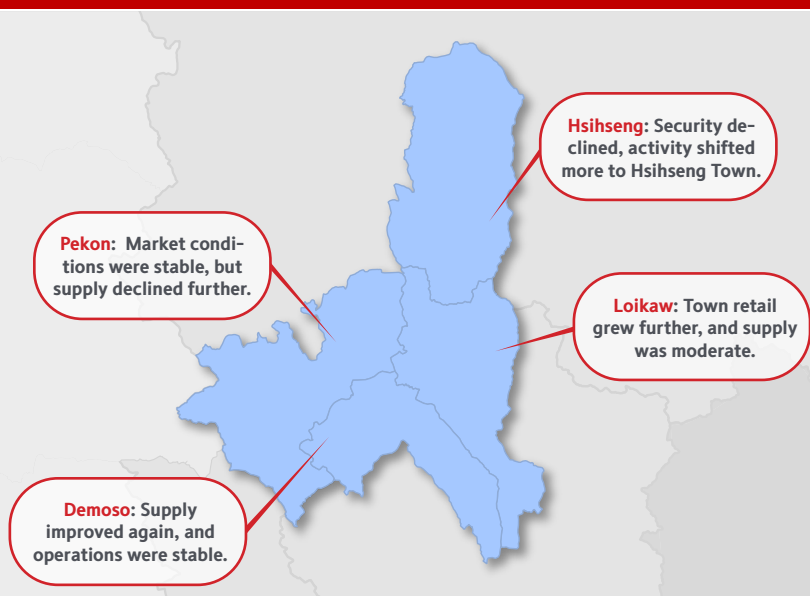 Hsihseng: Security de-
clined, activity shifted
more to Hsihseng Town.
Pekon: Market condi-
tions were stable, but
supply declined further.
Loikaw: Town retail
grew further, and supply
was moderate.
Demoso: Supply
improved again, and
operations were stable.